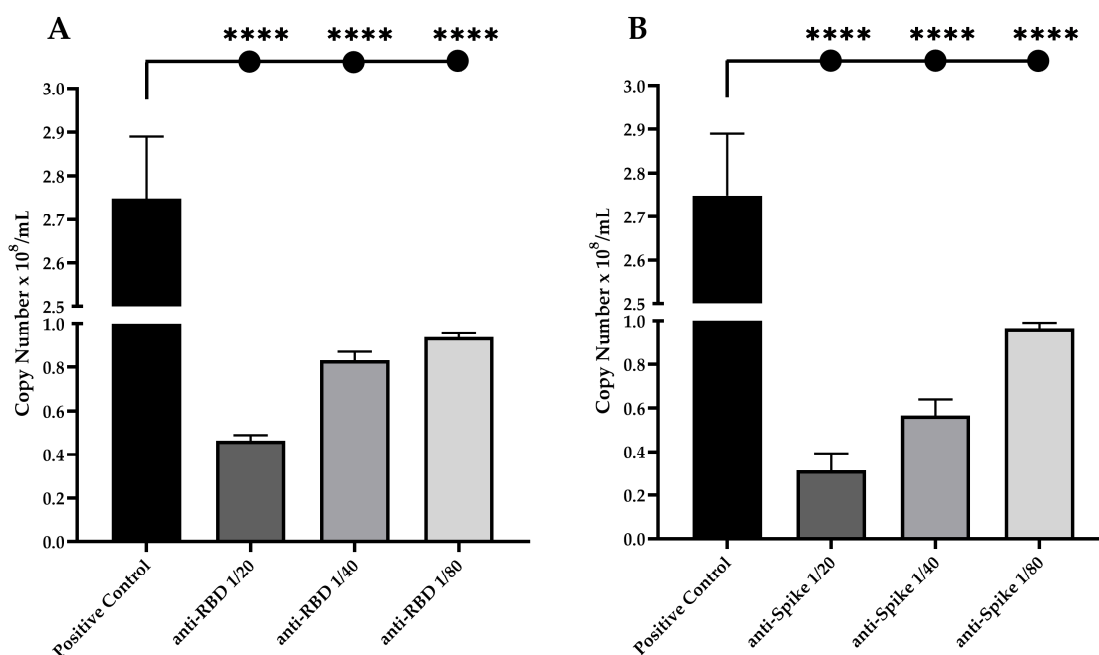 A
**** **** ****
3.0
2.9
2.8
2.7
2.6
2.5
1.0
0.8
0.6
0.4
0.2
0.0
Copy Number x 10⁸/mL
Positive Control
anti-RBD 1/20
anti-RBD 1/40
anti-RBD 1/80
B
**** **** ****
3.0
2.9
2.8
2.7
2.6
2.5
1.0
0.8
0.6
0.4
0.2
0.0
Copy Number x 10⁸/mL
Positive Control
anti-Spike 1/20
anti-Spike 1/40
anti-Spike 1/80